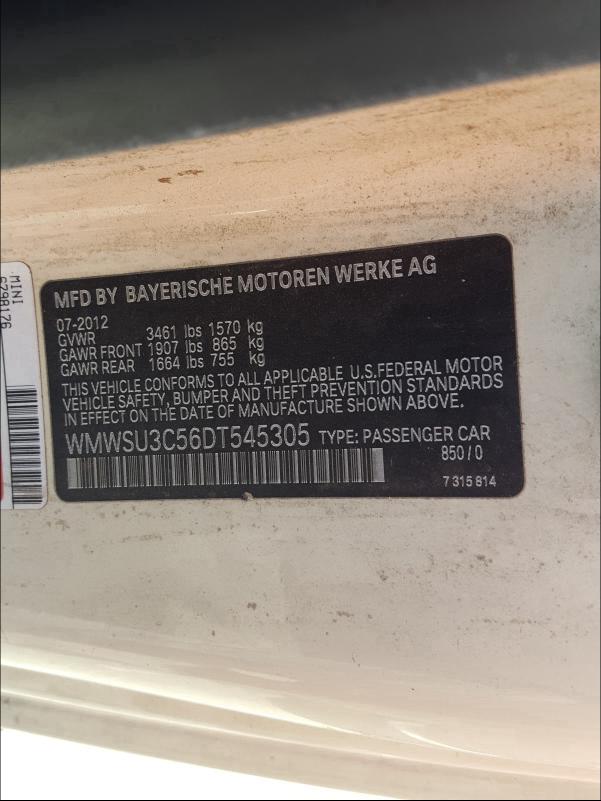 MINI
6298176
MFD BY BAYERISCHE MOTOREN WERKE AG
07-2012
GVWR 3461 lbs 1570 kg
GAWR FRONT 1907 lbs 865 kg
GAWR REAR 1664 lbs 755 kg
THIS VEHICLE CONFORMS TO ALL APPLICABLE U.S.FEDERAL MOTOR
VEHICLE SAFETY, BUMPER AND THEFT PREVENTION STANDARDS
IN EFFECT ON THE DATE OF MANUFACTURE SHOWN ABOVE.
WMWSU3C56DT545305 TYPE: PASSENGER CAR
850/0
7 315 814